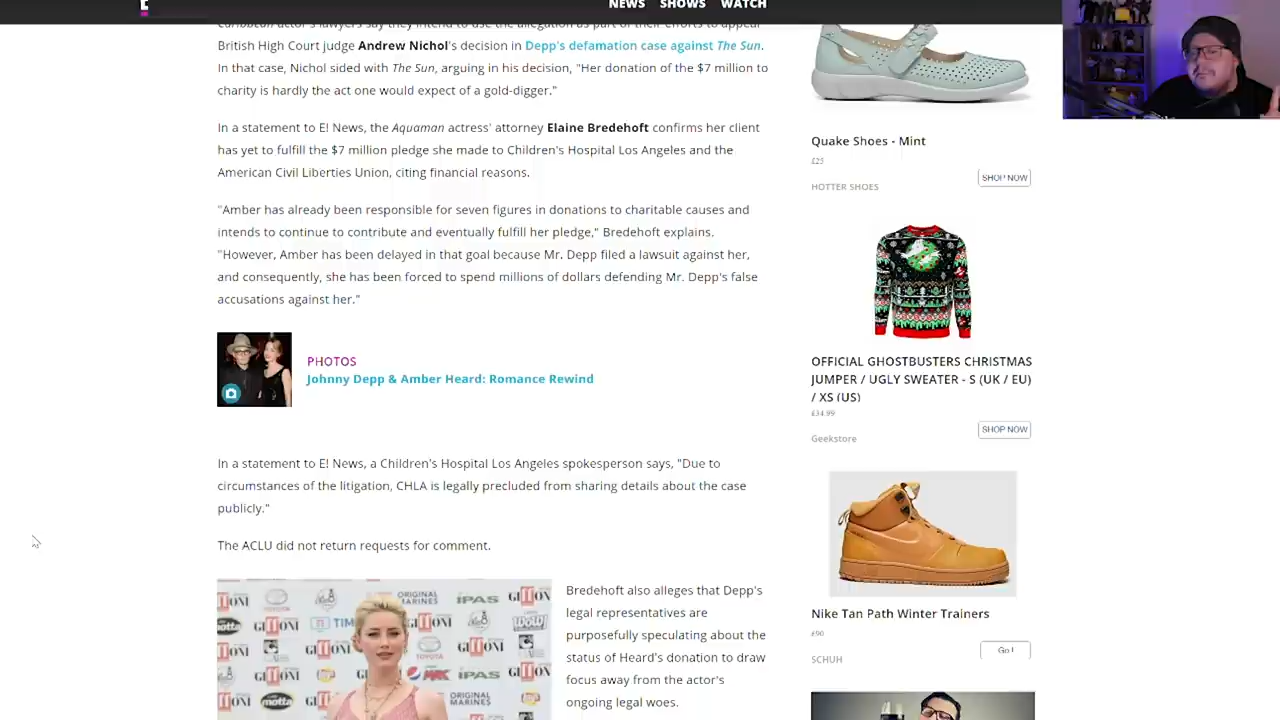 NEWS SHOWS WATCH
Caribbean actor's lawyers say they intend to use the allegation as part of their efforts to appeal
British High Court judge Andrew Nichol's decision in Depp's defamation case against The Sun.
In that case, Nichol sided with The Sun, arguing in his decision, "Her donation of the $7 million to
charity is hardly the act one would expect of a gold-digger."
In a statement to E! News, the Aquaman actress' attorney Elaine Bredehoft confirms her client
has yet to fulfill the $7 million pledge she made to Children's Hospital Los Angeles and the
American Civil Liberties Union, citing financial reasons.
"Amber has already been responsible for seven figures in donations to charitable causes and
intends to continue to contribute and eventually fulfill her pledge," Bredehoft explains.
"However, Amber has been delayed in that goal because Mr. Depp filed a lawsuit against her,
and consequently, she has been forced to spend millions of dollars defending Mr. Depp's false
accusations against her."
PHOTOS
Johnny Depp & Amber Heard: Romance Rewind
In a statement to E! News, a Children's Hospital Los Angeles spokesperson says, "Due to
circumstances of the litigation, CHLA is legally precluded from sharing details about the case
publicly."
The ACLU did not return requests for comment.
Bredehoft also alleges that Depp's
legal representatives are
purposefully speculating about the
status of Heard's donation to draw
focus away from the actor's
ongoing legal woes.
ORIGINAL
MARINES
IPAS
GIFFONI
TOYOTA
motta
Quake Shoes - Mint
£25
SHOP NOW
HOTTER SHOES
OFFICIAL GHOSTBUSTERS CHRISTMAS
JUMPER / UGLY SWEATER - S (UK / EU)
/ XS (US)
£34.99
SHOP NOW
Geekstore
Nike Tan Path Winter Trainers
£90
Go !
SCHUH